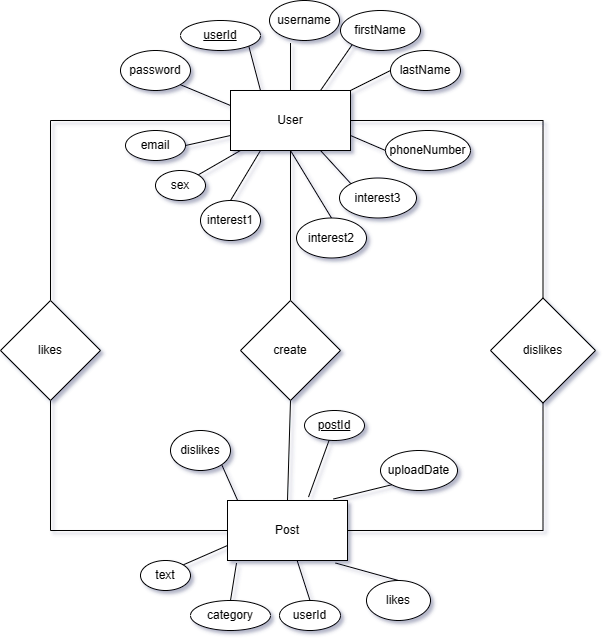 username
userId
firstName
password
lastName
User
email
phoneNumber
sex
interest3
interest1
interest2
likes
create
dislikes
postId
dislikes
uploadDate
Post
text
likes
category
userId